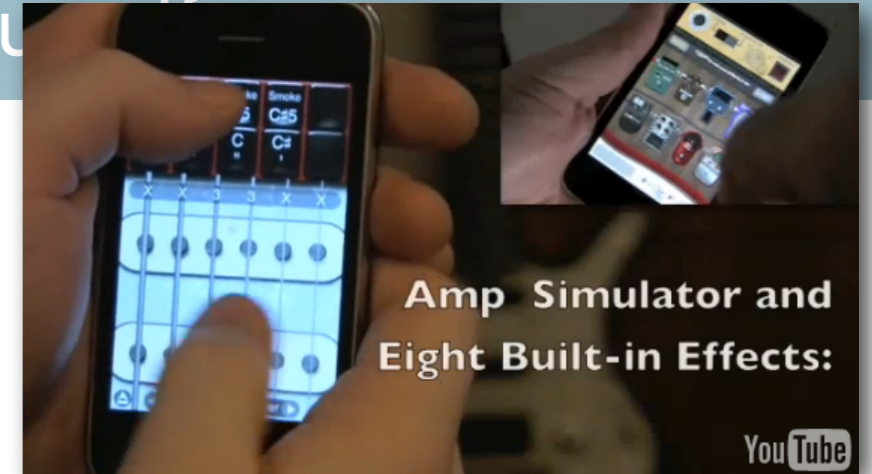 Smoke
C#5
C
C#
X X 3 3 X X
Amp Simulator and
Eight Built-in Effects:
YouTube